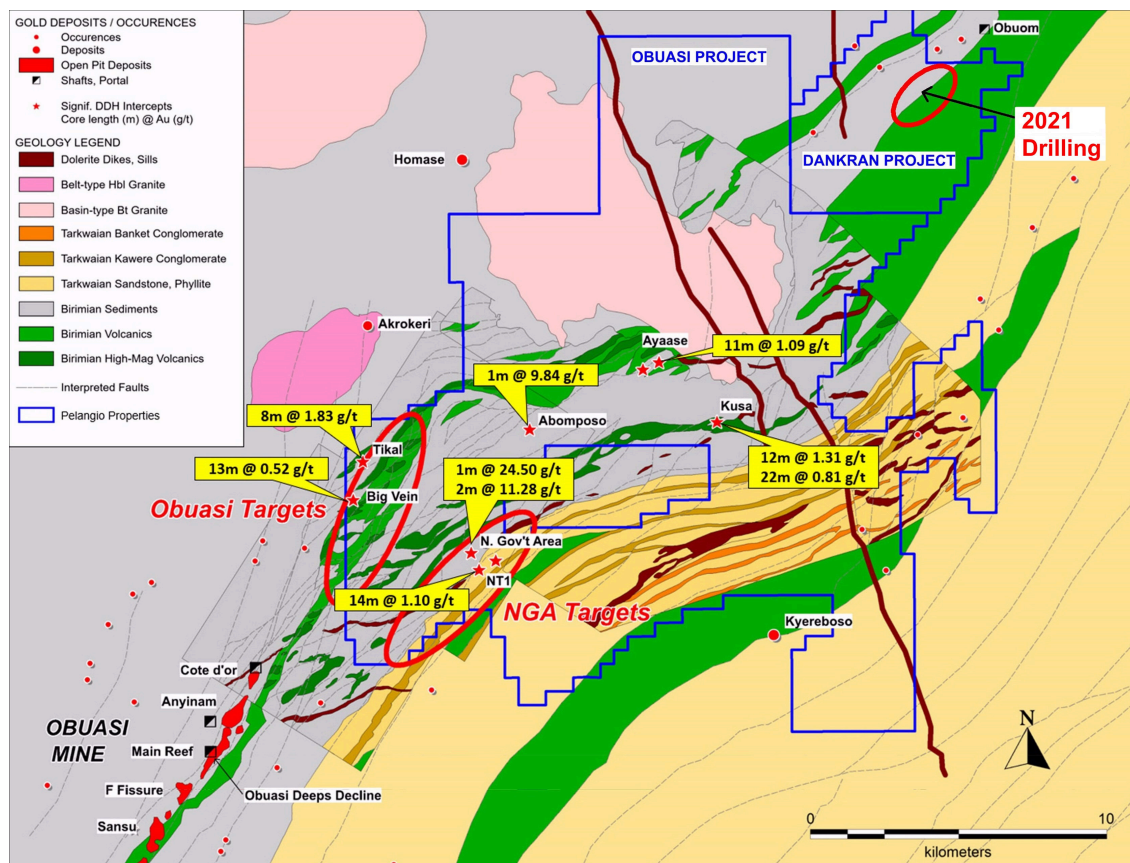 GOLD DEPOSITS / OCCURENCES
Occurences
Deposits
Open Pit Deposits
Shafts, Portal
Signif. DDH Intercepts
Core length (m) @ Au (g/t)
GEOLOGY LEGEND
Dolerite Dikes, Sills
Belt-type Hbl Granite
Basin-type Bt Granite
Tarkwaian Banket Conglomerate
Tarkwaian Kawere Conglomerate
Tarkwaian Sandstone, Phyllite
Birimian Sediments
Birimian Volcanics
Birimian High-Mag Volcanics
Interpreted Faults
Pelangio Properties
OBUASI PROJECT
Obuom
2021
Drilling
DANKRAN PROJECT
Homase
Akrokeri
Ayaase
11m @ 1.09 g/t
1m @ 9.84 g/t
8m @ 1.83 g/t
Abomposo
Kusa
Tikal
12m @ 1.31 g/t
22m @ 0.81 g/t
13m @ 0.52 g/t
1m @ 24.50 g/t
2m @ 11.28 g/t
Big Vein
Obuasi Targets
N. Gov't Area
NT1
14m @ 1.10 g/t
NGA Targets
Kyereboso
Cote d'or
Anyinam
OBUASI
MINE
Main Reef
F Fissure
Obuasi Deeps Decline
Sansu
N
0
10
kilometers